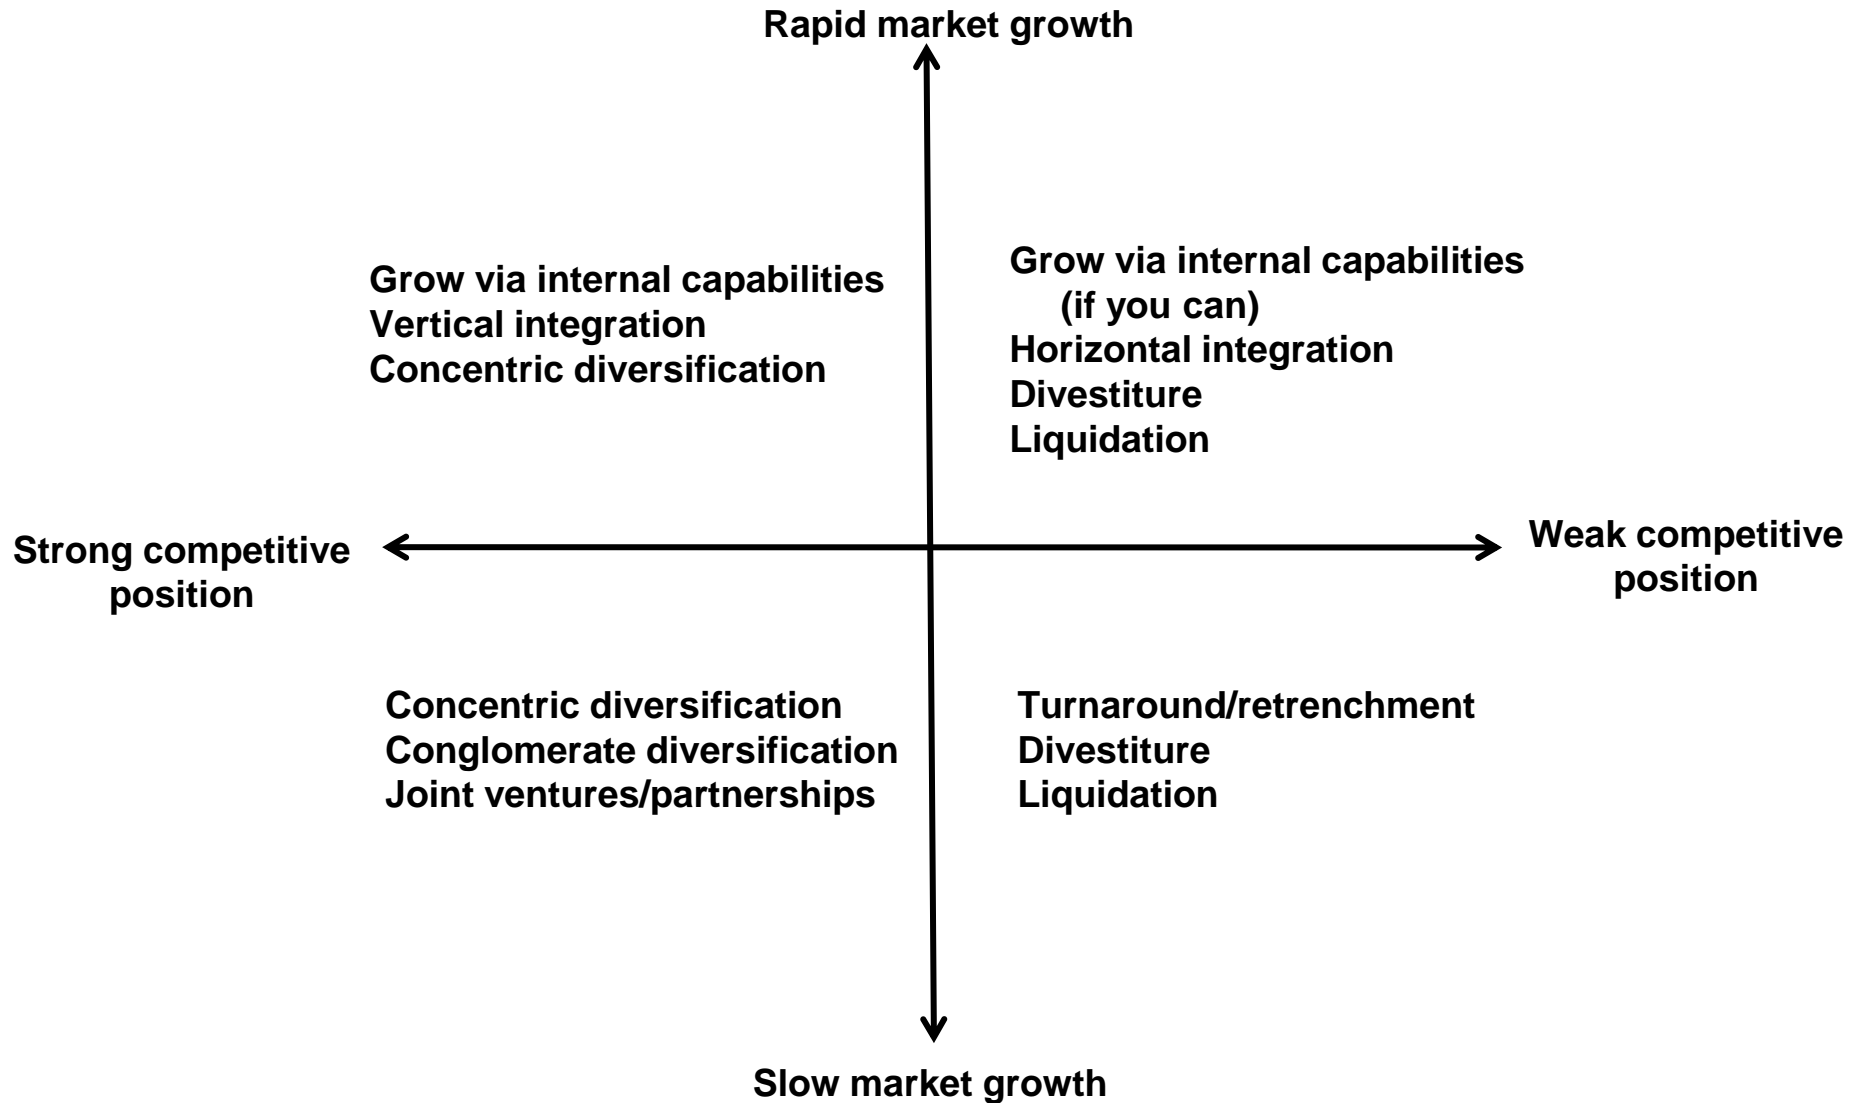 Rapid market growth
Grow via internal capabilities
Vertical integration
Concentric diversification
Grow via internal capabilities
(if you can)
Horizontal integration
Divestiture
Liquidation
Strong competitive
position
Weak competitive
position
Concentric diversification
Conglomerate diversification
Joint ventures/partnerships
Turnaround/retrenchment
Divestiture
Liquidation
Slow market growth